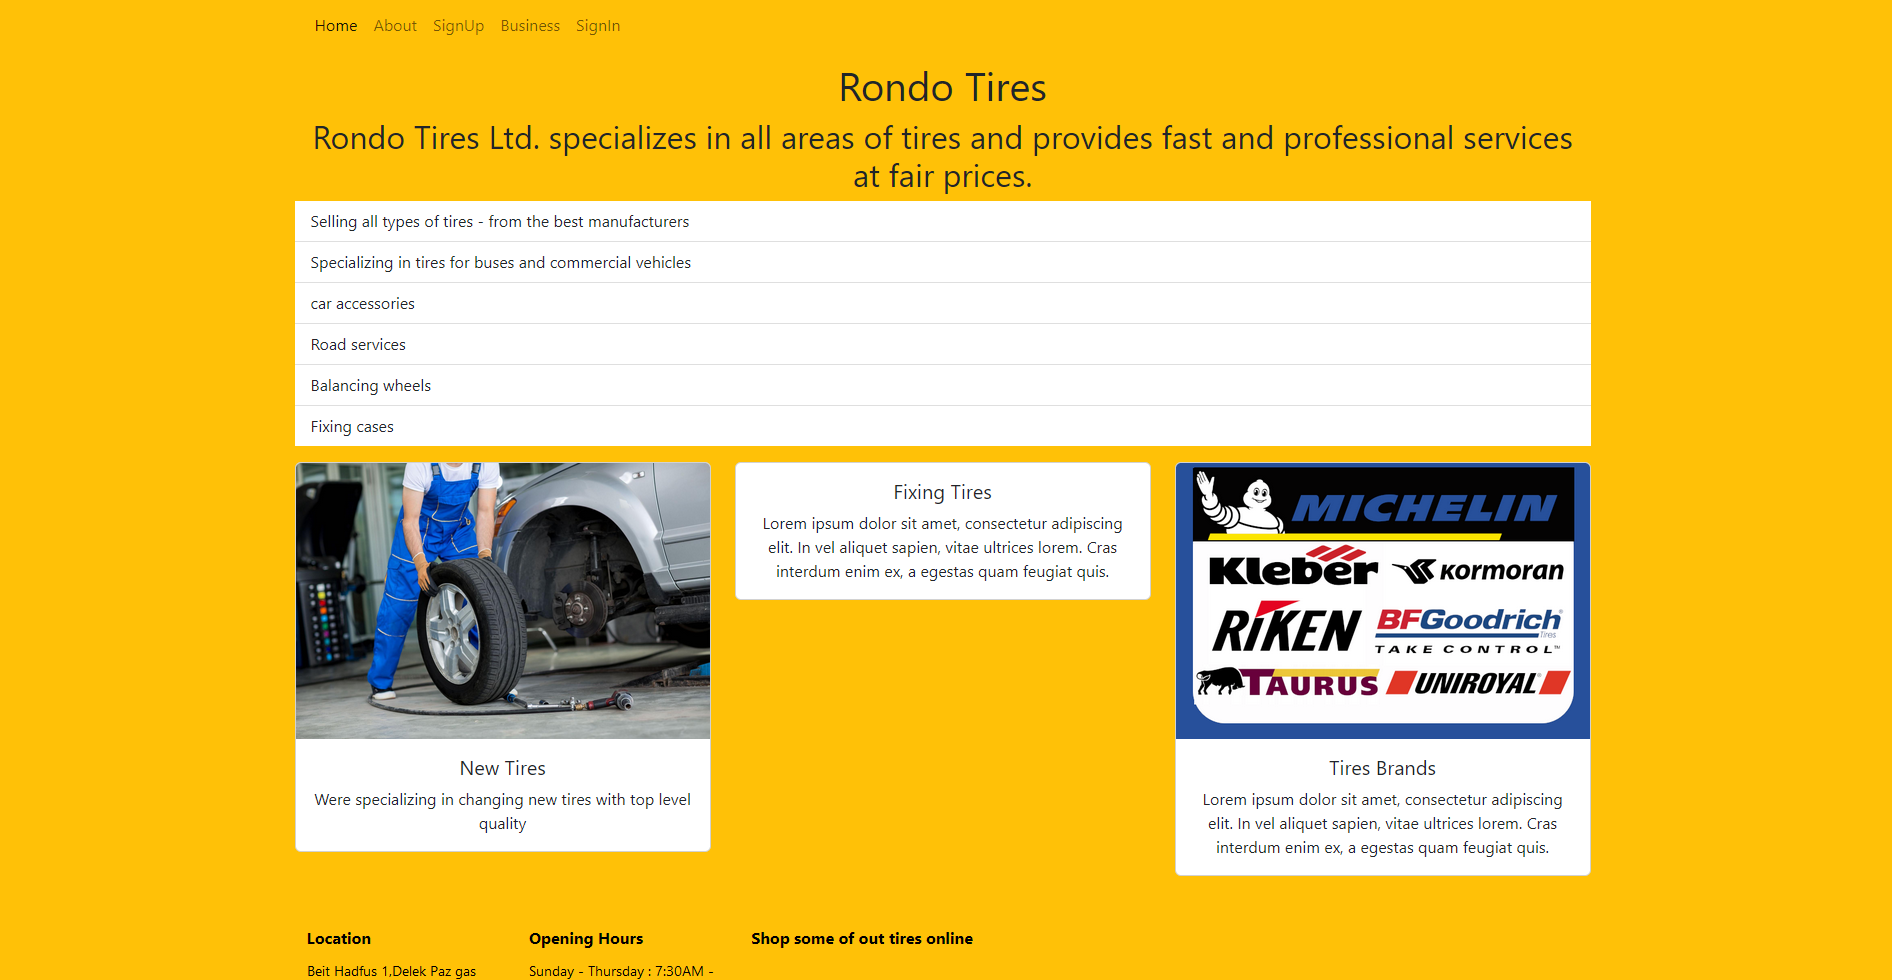 Home About SignUp Business SignIn
Rondo Tires
Rondo Tires Ltd. specializes in all areas of tires and provides fast and professional services
at fair prices.
Selling all types of tires - from the best manufacturers
Specializing in tires for buses and commercial vehicles
car accessories
Road services
Balancing wheels
Fixing cases
New Tires
Were specializing in changing new tires with top level
quality
Fixing Tires
Lorem ipsum dolor sit amet, consectetur adipiscing
elit. In vel aliquet sapien, vitae ultrices lorem. Cras
interdum enim ex, a egestas quam feugiat quis.
MICHELIN
Kleber KORMORAN
RIKEN BFGoodrich Tires
TAKE CONTROL™
TAURUS UNIROYAL
Tires Brands
Lorem ipsum dolor sit amet, consectetur adipiscing
elit. In vel aliquet sapien, vitae ultrices lorem. Cras
interdum enim ex, a egestas quam feugiat quis.
Location
Beit Hadfus 1,Delek Paz gas
Opening Hours
Sunday - Thursday : 7:30AM -
Shop some of out tires online